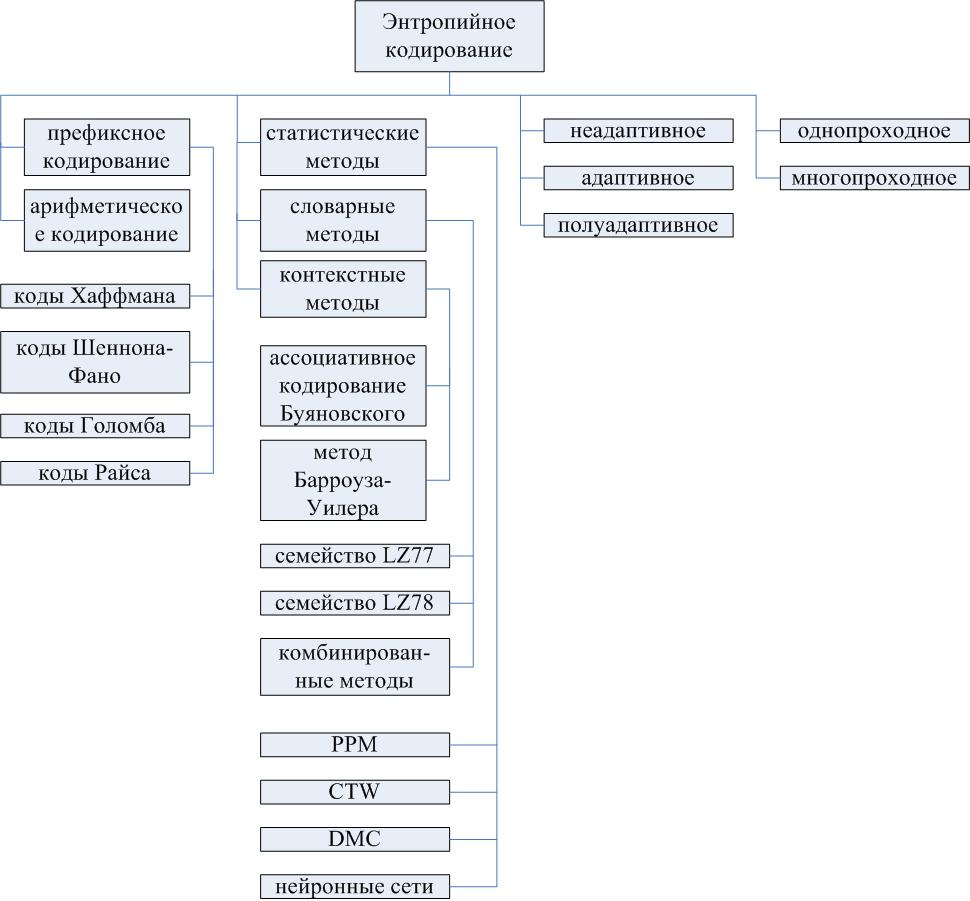 Энтропийное
кодирование
префиксное
кодирование
арифметическо
е кодирование
коды Хаффмана
коды Шеннона-
Фано
коды Голомба
коды Райса
статистические
методы
словарные
методы
контекстные
методы
ассоциативное
кодирование
Буяновского
метод
Барроуза-
Уилера
семейство LZ77
семейство LZ78
комбинирован-
ные методы
PPM
CTW
DMC
нейронные сети
неадаптивное
адаптивное
полуадаптивное
однопроходное
многопроходное